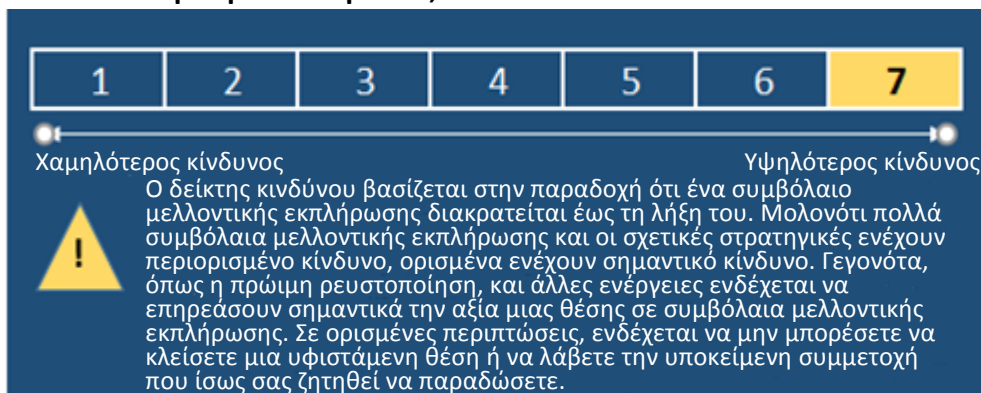 1 2 3 4 5 6 7
Χαμηλότερος κίνδυνος Υψηλότερος κίνδυνος
Ο δείκτης κινδύνου βασίζεται στην παραδοχή ότι ένα συμβόλαιο
μελλοντικής εκπλήρωσης διακρατείται έως τη λήξη του. Μολονότι πολλά
συμβόλαια μελλοντικής εκπλήρωσης και οι σχετικές στρατηγικές ενέχουν
περιορισμένο κίνδυνο, ορισμένα ενέχουν σημαντικό κίνδυνο. Γεγονότα,
όπως η πρώιμη ρευστοποίηση, και άλλες ενέργειες ενδέχεται να
επηρεάσουν σημαντικά την αξία μιας θέσης σε συμβόλαια μελλοντικής
εκπλήρωσης. Σε ορισμένες περιπτώσεις, ενδέχεται να μην μπορέσετε να
κλείσετε μια υφιστάμενη θέση ή να λάβετε την υποκείμενη συμμετοχή
που ίσως σας ζητηθεί να παραδώσετε.
!